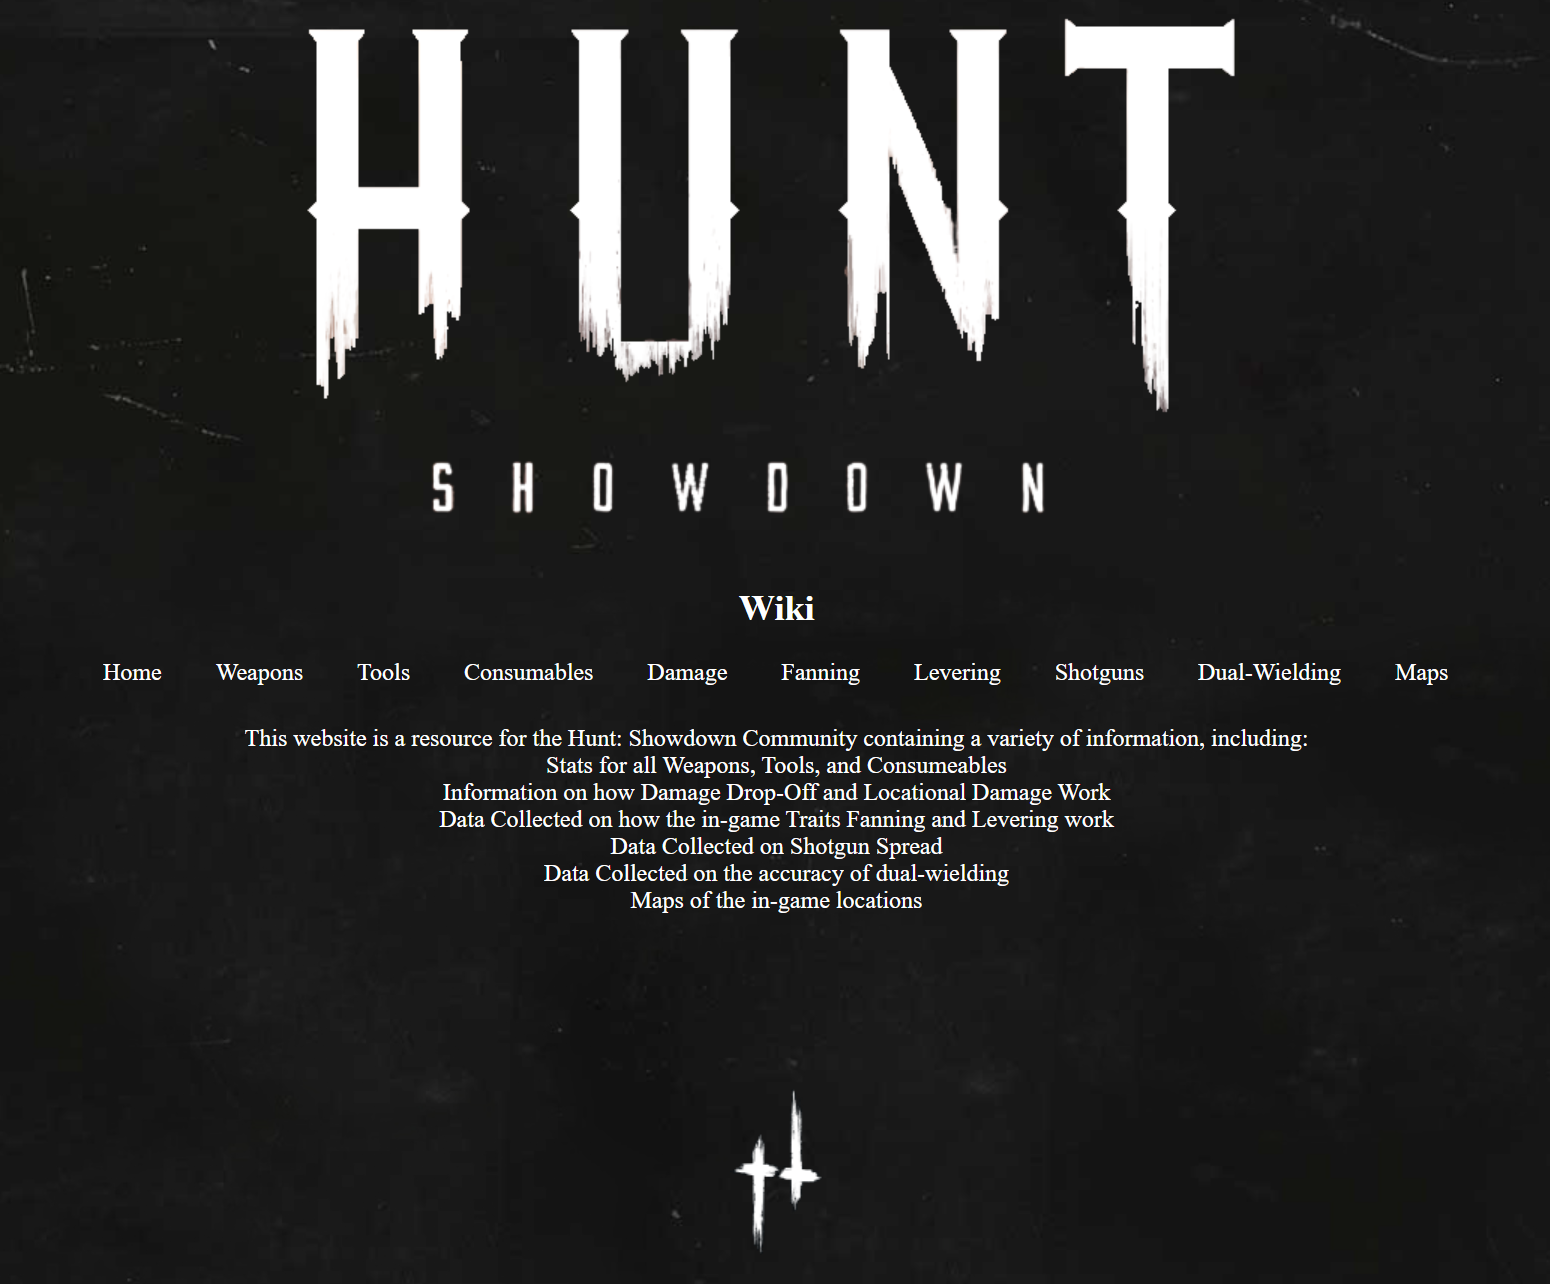 HUNT
SHOWDOWN
Wiki
Home Weapons Tools Consumables Damage Fanning Levering Shotguns Dual-Wielding Maps
This website is a resource for the Hunt: Showdown Community containing a variety of information, including:
Stats for all Weapons, Tools, and Consumeables
Information on how Damage Drop-Off and Locational Damage Work
Data Collected on how the in-game Traits Fanning and Levering work
Data Collected on Shotgun Spread
Data Collected on the accuracy of dual-wielding
Maps of the in-game locations